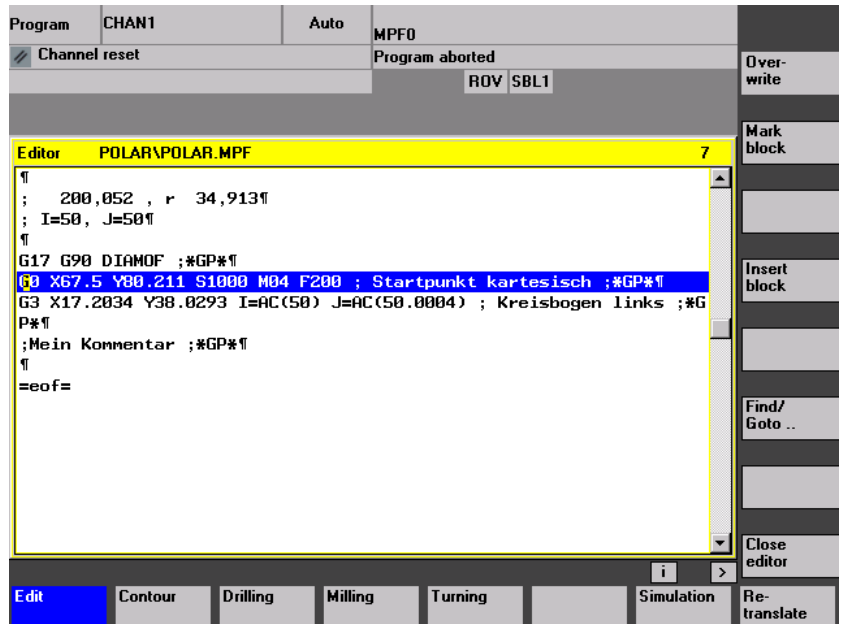 Program CHAN1 Auto MPF0
Channel reset Program aborted
ROV SBL1
Editor POLAR\POLAR.MPF 7
¶
; 200,052 , r 34,913¶
; I=50, J=50¶
¶
G17 G90 DIAMOF ;*GP*¶
G0 X67.5 Y80.211 S1000 M04 F200 ; Startpunkt kartesisch ;*GP*¶
G3 X17.2034 Y38.0293 I=AC(50) J=AC(50.0004) ; Kreisbogen links ;*G
P*¶
;Mein Kommentar ;*GP*¶
¶
=eof=
Over-
write
Mark
block
Insert
block
Find/
Goto ..
Close
editor
i >
Edit Contour Drilling Milling Turning Simulation Re-
translate